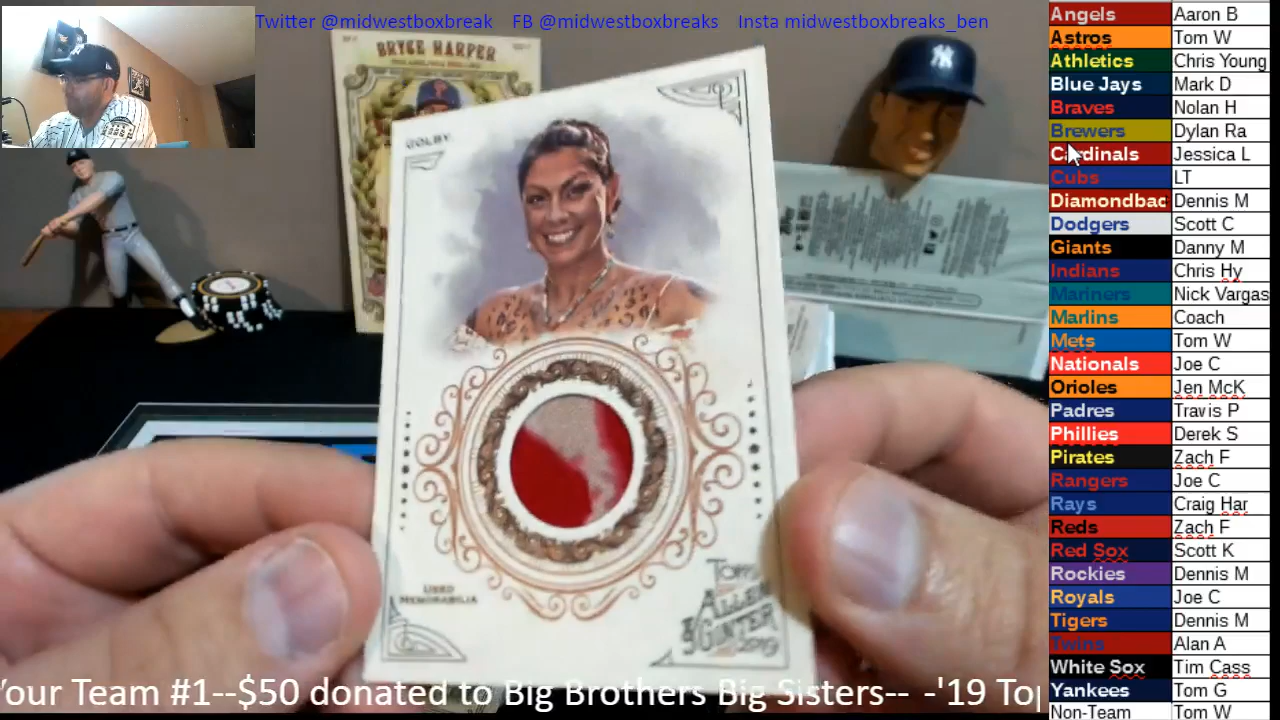 Twitter @midwestboxbreak FB @midwestboxbreaks Insta midwestboxbreaks_ben
BRYCE HARPER
COLBY
USED
MEMORABILIA
TOPPS
ALLEN
& GINTER
2019
Your Team #1--$50 donated to Big Brothers Big Sisters-- -'19 Top
Angels Aaron B
Astros Tom W
Athletics Chris Young
Blue Jays Mark D
Braves Nolan H
Brewers Dylan Ra
Cardinals Jessica L
Cubs LT
Diamondbac Dennis M
Dodgers Scott C
Giants Danny M
Indians Chris Hy
Mariners Nick Vargas
Marlins Coach
Mets Tom W
Nationals Joe C
Orioles Jen McK
Padres Travis P
Phillies Derek S
Pirates Zach F
Rangers Joe C
Rays Craig Har
Reds Zach F
Red Sox Scott K
Rockies Dennis M
Royals Joe C
Tigers Dennis M
Twins Alan A
White Sox Tim Cass
Yankees Tom G
Non-Team Tom W